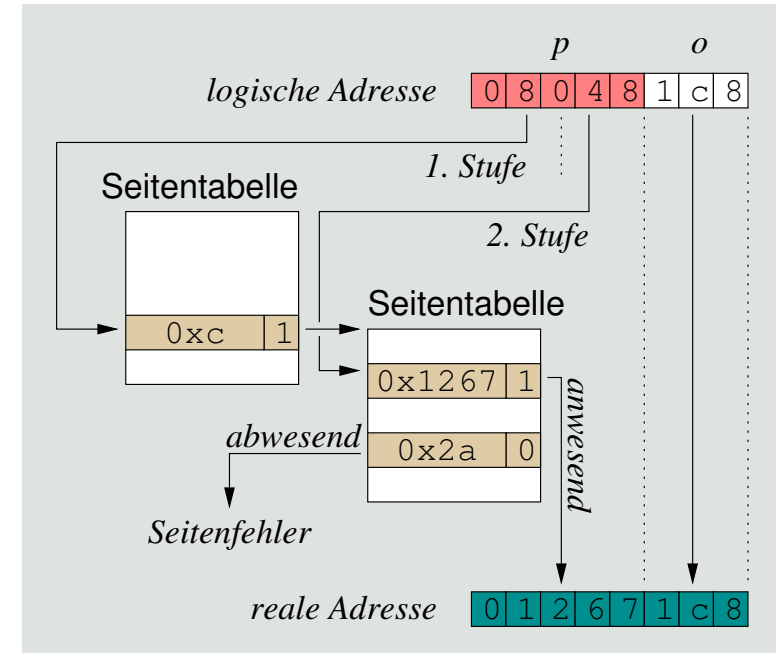 p o
logische Adresse 0 8 0 4 8 1 c 8
1. Stufe
Seitentabelle
2. Stufe
Seitentabelle
0xc 1
0x1267 1
anwesend
abwesend
0x2a 0
Seitenfehler
reale Adresse 0 1 2 6 7 1 c 8